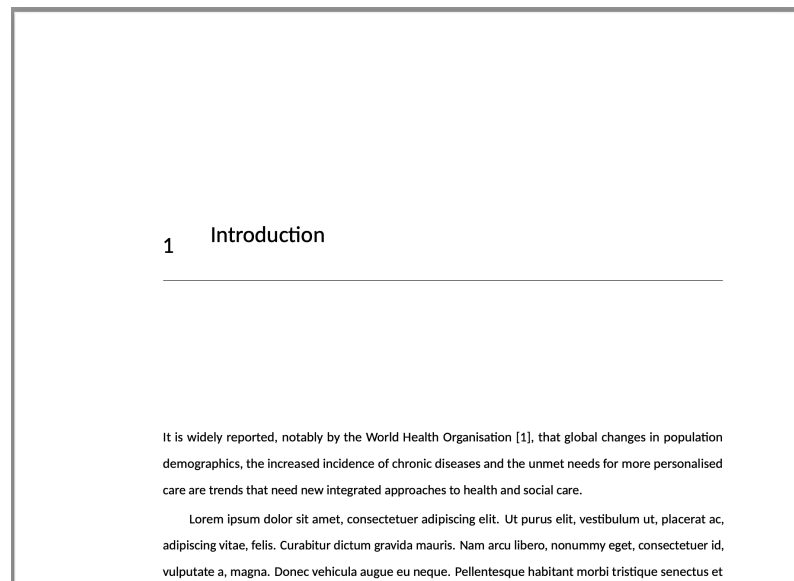 1 Introduction
It is widely reported, notably by the World Health Organisation [1], that global changes in population
demographics, the increased incidence of chronic diseases and the unmet needs for more personalised
care are trends that need new integrated approaches to health and social care.
Lorem ipsum dolor sit amet, consectetuer adipiscing elit. Ut purus elit, vestibulum ut, placerat ac,
adipiscing vitae, felis. Curabitur dictum gravida mauris. Nam arcu libero, nonummy eget, consectetuer id,
vulputate a, magna. Donec vehicula augue eu neque. Pellentesque habitant morbi tristique senectus et